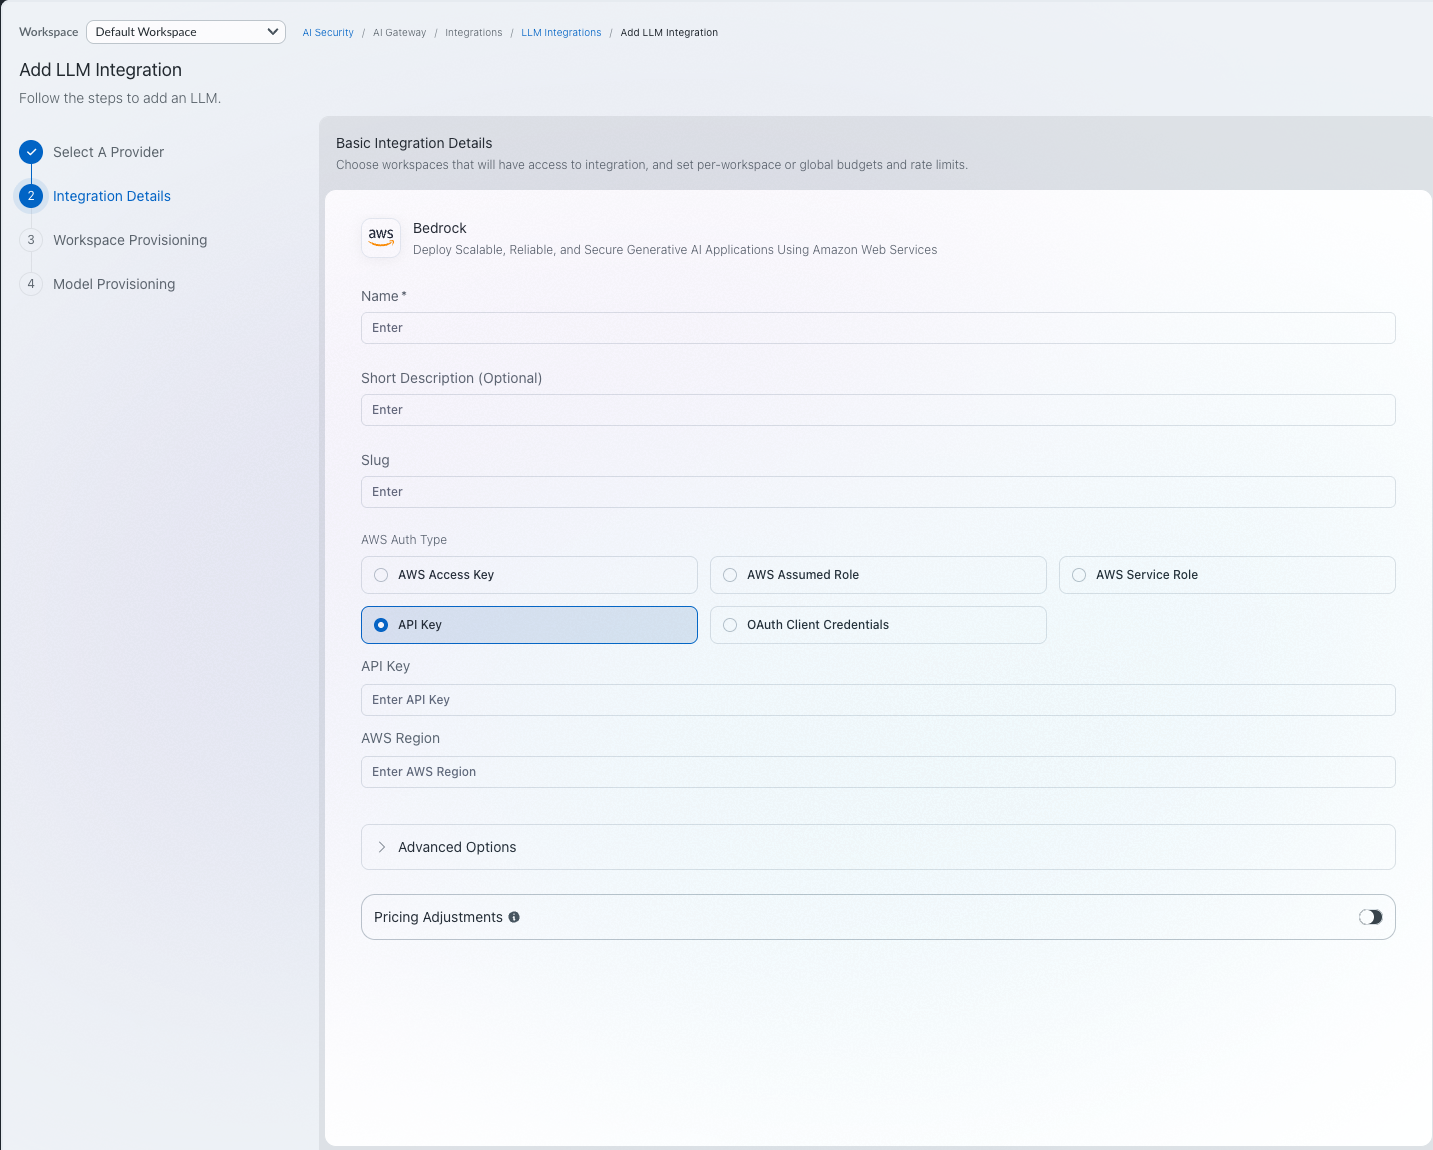 Workspace Default Workspace AI Security / AI Gateway / Integrations / LLM Integrations / Add LLM Integration
Add LLM Integration
Follow the steps to add an LLM.
Select A Provider
2 Integration Details
3 Workspace Provisioning
4 Model Provisioning
Basic Integration Details
Choose workspaces that will have access to integration, and set per-workspace or global budgets and rate limits.
aws
Bedrock
Deploy Scalable, Reliable, and Secure Generative AI Applications Using Amazon Web Services
Name *
Enter
Short Description (Optional)
Enter
Slug
Enter
AWS Auth Type
AWS Access Key AWS Assumed Role AWS Service Role
API Key OAuth Client Credentials
API Key
Enter API Key
AWS Region
Enter AWS Region
Advanced Options
Pricing Adjustments